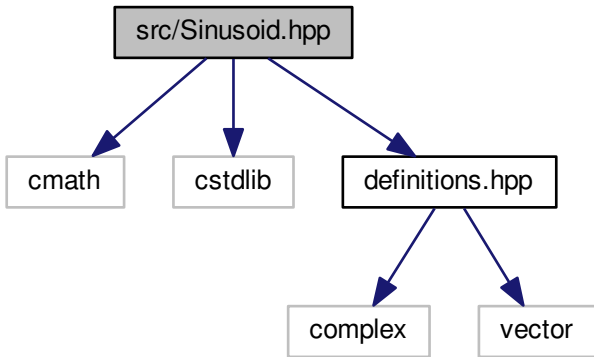 src/Sinusoid.hpp
cmath
cstdlib
definitions.hpp
complex
vector